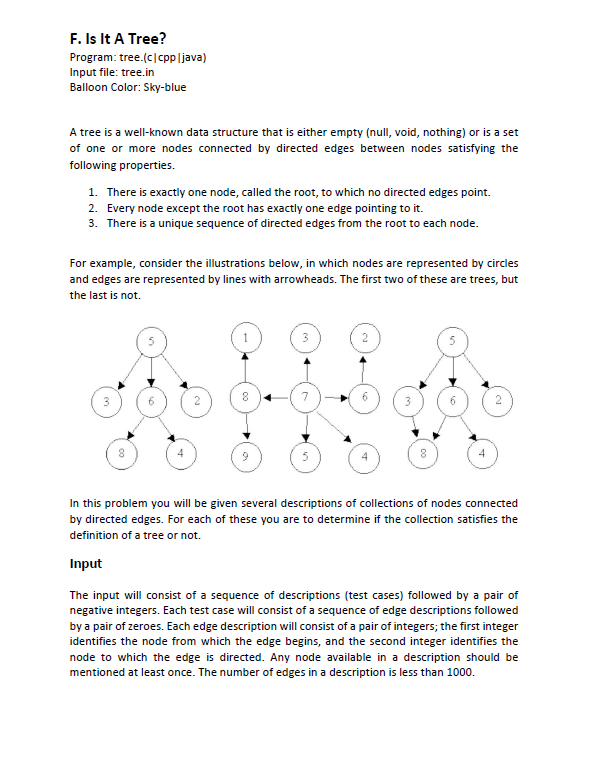 F. Is It A Tree?
Program: tree.(c|cpp|java)
Input file: tree.in
Balloon Color: Sky-blue
A tree is a well-known data structure that is either empty (null, void, nothing) or is a set
of one or more nodes connected by directed edges between nodes satisfying the
following properties.
1. There is exactly one node, called the root, to which no directed edges point.
2. Every node except the root has exactly one edge pointing to it.
3. There is a unique sequence of directed edges from the root to each node.
For example, consider the illustrations below, in which nodes are represented by circles
and edges are represented by lines with arrowheads. The first two of these are trees, but
the last is not.
5 1 3 2 5
3 6 2 8 7 6 3 6 2
8 4 9 5 4 8 4
In this problem you will be given several descriptions of collections of nodes connected
by directed edges. For each of these you are to determine if the collection satisfies the
definition of a tree or not.
Input
The input will consist of a sequence of descriptions (test cases) followed by a pair of
negative integers. Each test case will consist of a sequence of edge descriptions followed
by a pair of zeroes. Each edge description will consist of a pair of integers; the first integer
identifies the node from which the edge begins, and the second integer identifies the
node to which the edge is directed. Any node available in a description should be
mentioned at least once. The number of edges in a description is less than 1000.